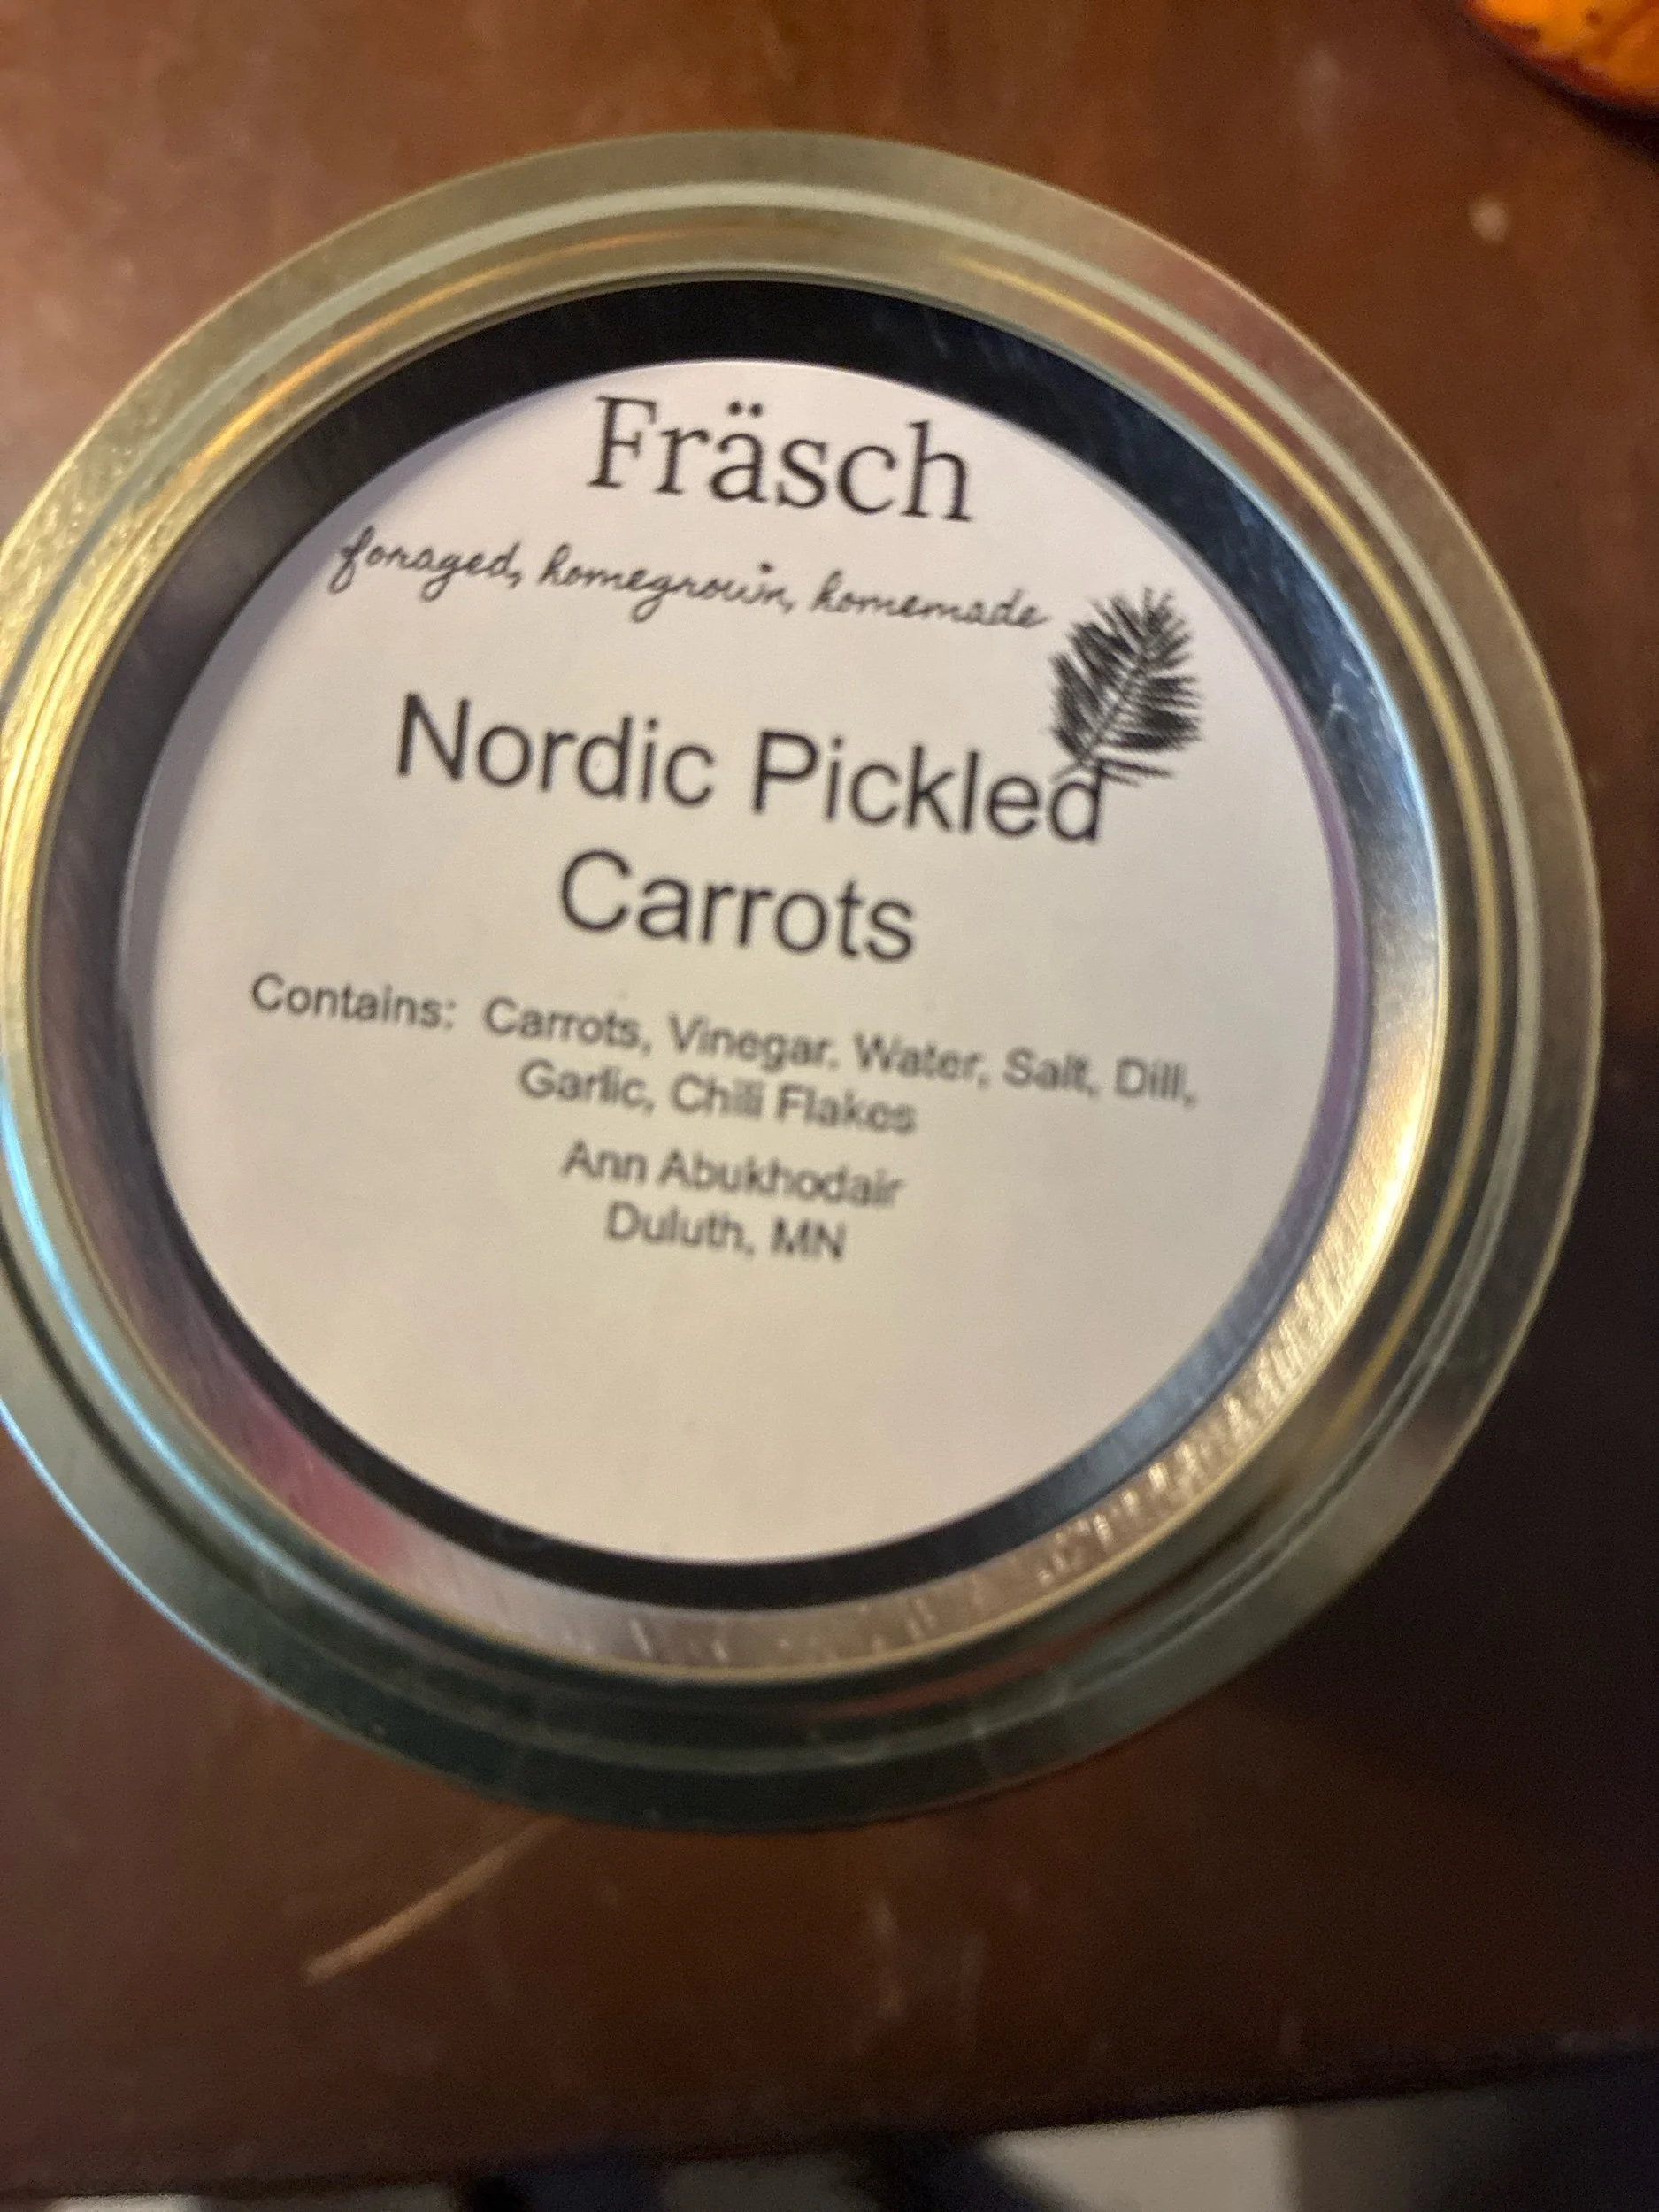 Fräsch
foraged, homegrown, homemade
Nordic Pickled
Carrots
Contains: Carrots, Vinegar, Water, Salt, Dill,
Garlic, Chili Flakes
Ann Abukhodair
Duluth, MN